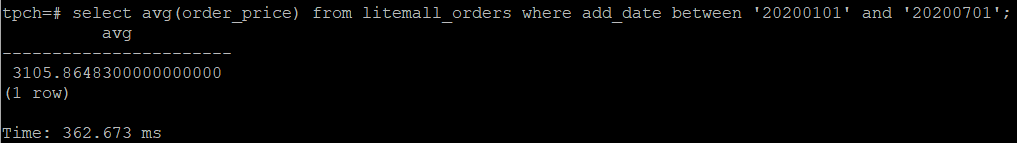 tpch=# select avg(order_price) from litemall_orders where add_date between '20200101' and '20200701';
avg
-----------------------
3105.8648300000000000
(1 row)
Time: 362.673 ms